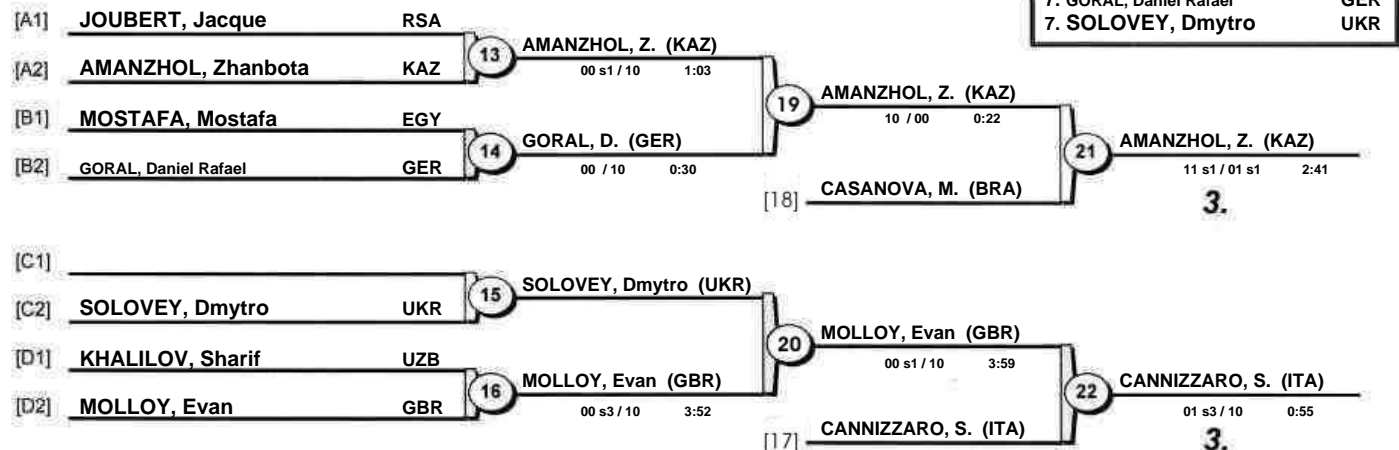 7. GORAL, Daniel Rafael GER
7. SOLOVEY, Dmytro UKR
[A1] JOUBERT, Jacque RSA
13 AMANZHOL, Z. (KAZ)
00 s1 / 10 1:03
[A2] AMANZHOL, Zhanbota KAZ
19 AMANZHOL, Z. (KAZ)
10 / 00 0:22
[B1] MOSTAFA, Mostafa EGY
14 GORAL, D. (GER)
00 / 10 0:30
[B2] GORAL, Daniel Rafael GER
21 AMANZHOL, Z. (KAZ)
11 s1 / 01 s1 2:41
[18] CASANOVA, M. (BRA)
3.
[C1]
15 SOLOVEY, Dmytro (UKR)
[C2] SOLOVEY, Dmytro UKR
20 MOLLOY, Evan (GBR)
00 s1 / 10 3:59
[D1] KHALILOV, Sharif UZB
16 MOLLOY, Evan (GBR)
00 s3 / 10 3:52
[D2] MOLLOY, Evan GBR
22 CANNIZZARO, S. (ITA)
01 s3 / 10 0:55
[17] CANNIZZARO, S. (ITA)
3.